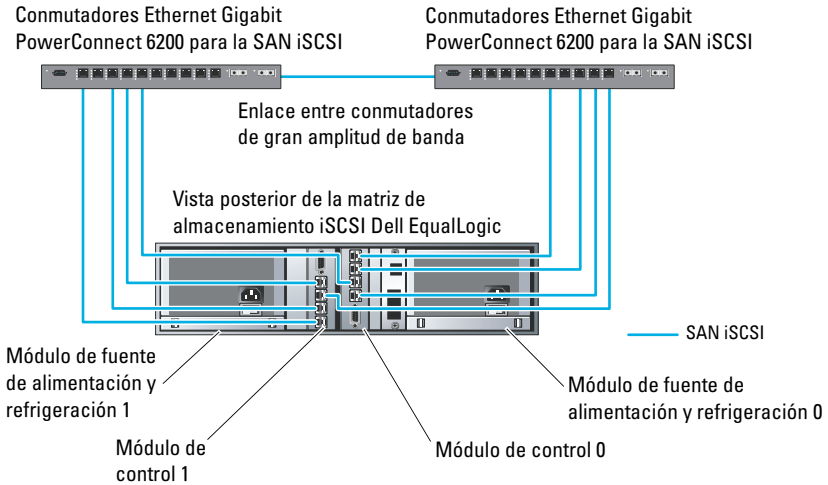 Conmutadores Ethernet Gigabit
PowerConnect 6200 para la SAN iSCSI
Conmutadores Ethernet Gigabit
PowerConnect 6200 para la SAN iSCSI
Enlace entre conmutadores
de gran amplitud de banda
Vista posterior de la matriz de
almacenamiento iSCSI Dell EqualLogic
SAN iSCSI
Módulo de fuente
de alimentación y
refrigeración 1
Módulo de fuente de
alimentación y refrigeración 0
Módulo de
control 1
Módulo de control 0